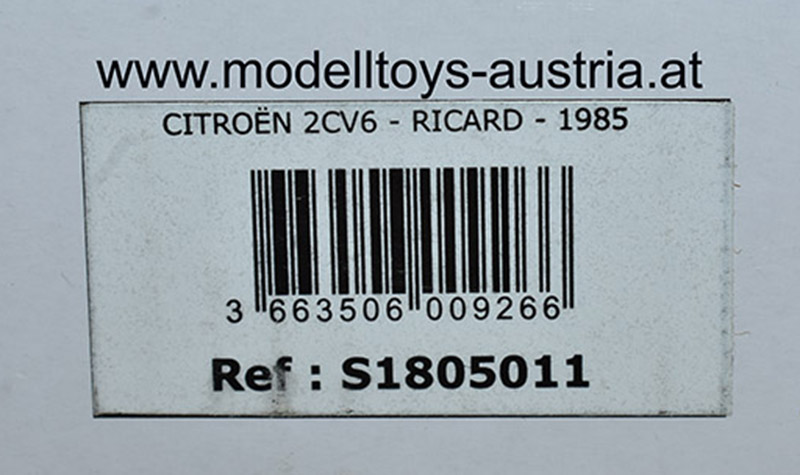 www.modelltoys-austria.at
CITROËN 2CV6 - RICARD - 1985
3 663506 009266
Ref : S1805011